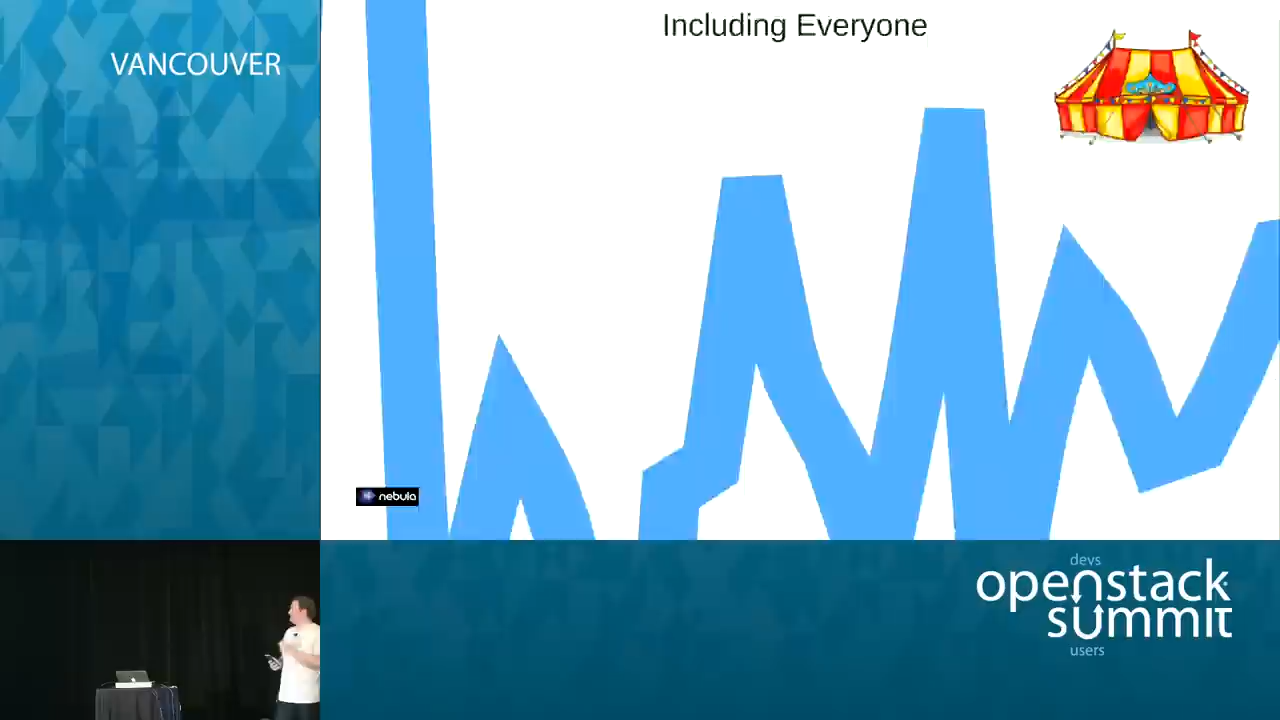 VANCOUVER
Including Everyone
nebula
devs
openstack
summit
users